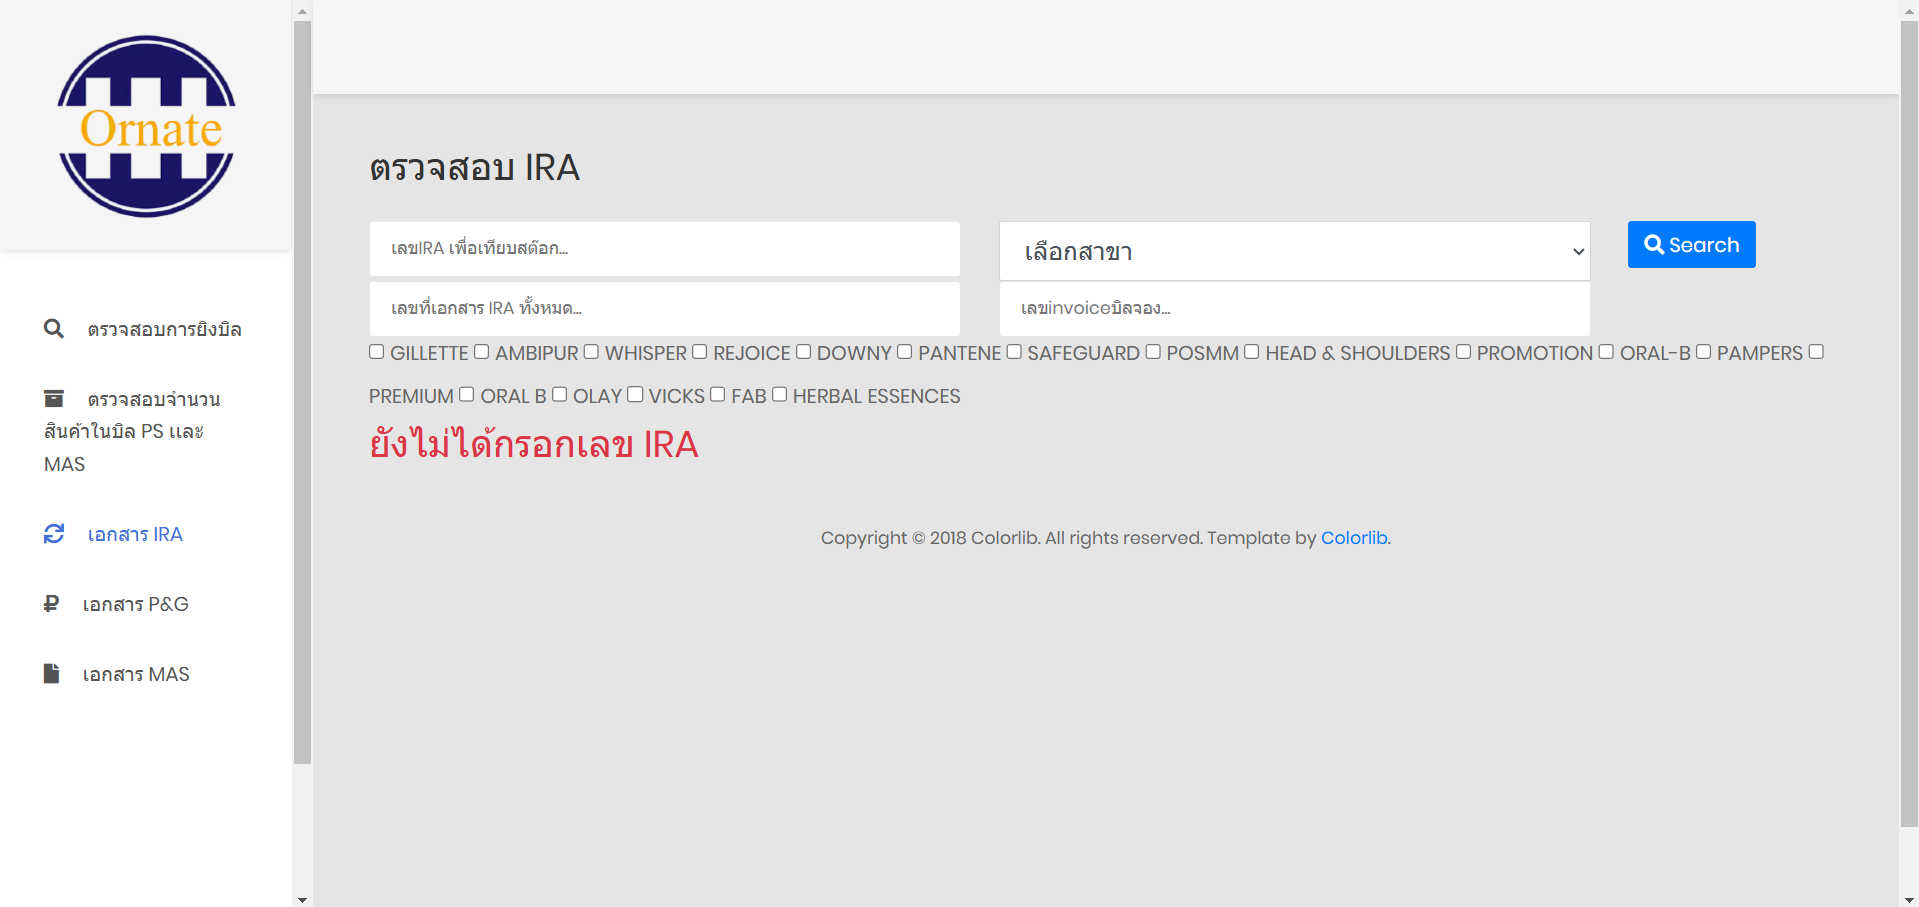 Ornate
ตรวจสอบการยิงบิล
ตรวจสอบจำนวน
สินค้าในบิล PS และ
MAS
เอกสาร IRA
เอกสาร P&G
เอกสาร MAS
ตรวจสอบ IRA
เลขIRA เพื่อเทียบสต๊อก...
เลือกสาขา
Search
เลขที่เอกสาร IRA ทั้งหมด...
เลขinvoiceบิลจอง...
GILLETTE AMBIPUR WHISPER REJOICE DOWNY PANTENE SAFEGUARD POSMM HEAD & SHOULDERS PROMOTION ORAL-B PAMPERS
PREMIUM ORAL B OLAY VICKS FAB HERBAL ESSENCES
ยังไม่ได้กรอกเลข IRA
Copyright © 2018 Colorlib. All rights reserved. Template by Colorlib.